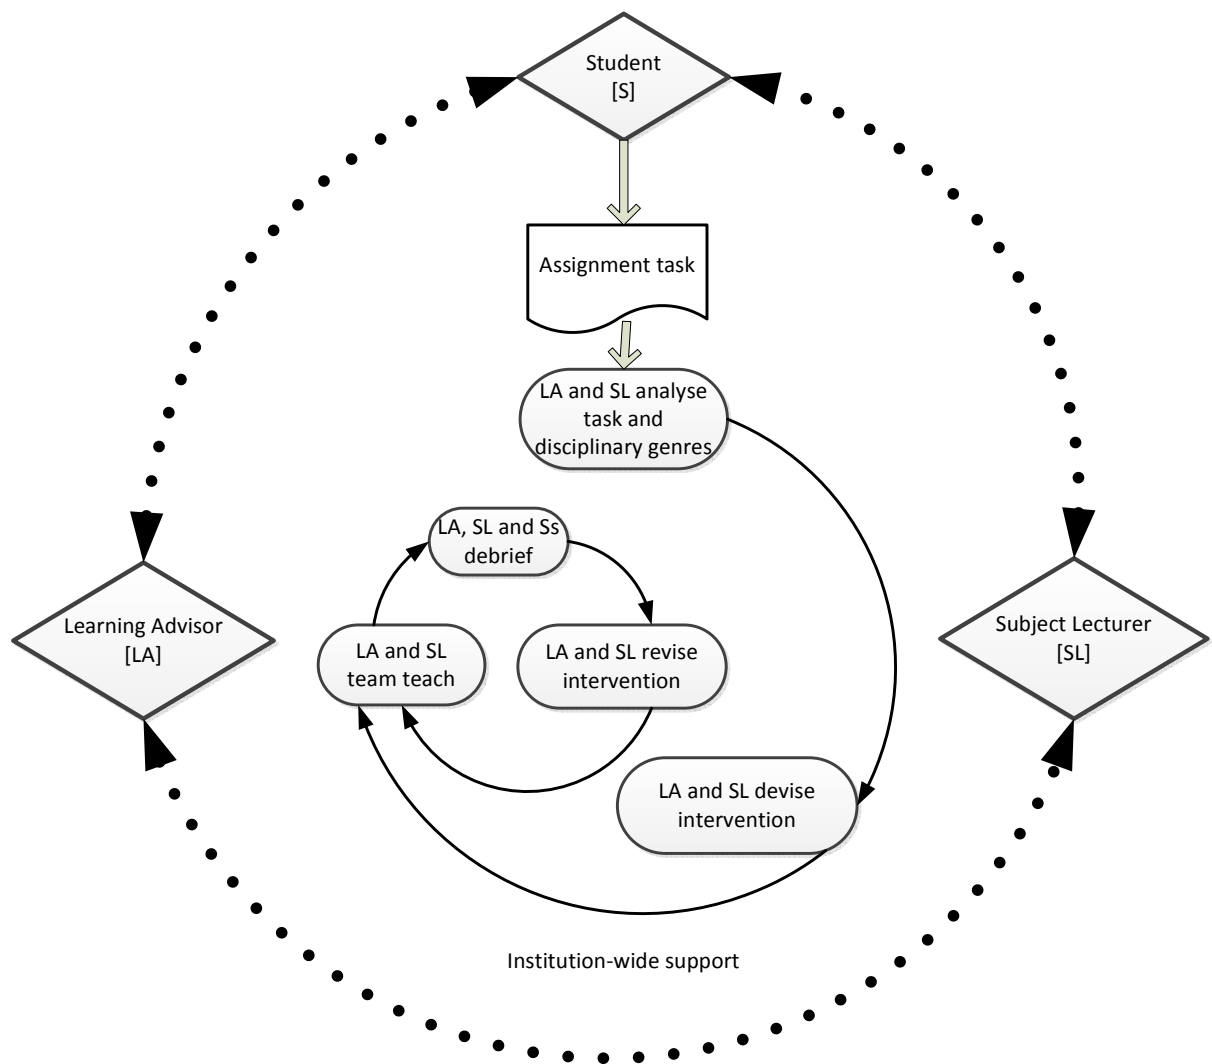 Student
[S]
Assignment task
LA and SL analyse
task and
disciplinary genres
LA, SL and Ss
debrief
Learning Advisor
[LA]
LA and SL
team teach
LA and SL revise
intervention
Subject Lecturer
[SL]
LA and SL devise
intervention
Institution-wide support